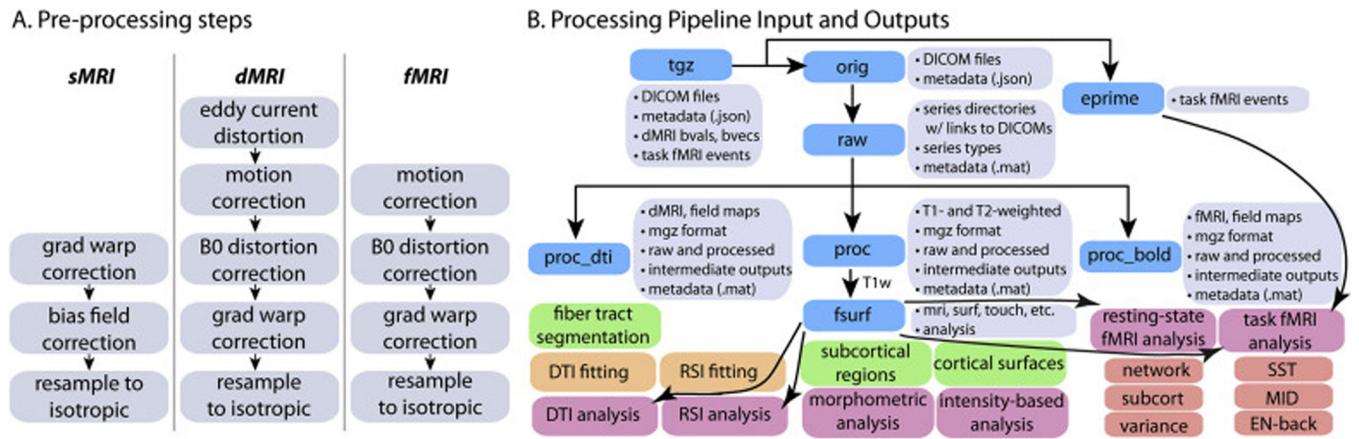 A. Pre-processing steps
sMRI
dMRI
fMRI
eddy current
distortion
motion
correction
motion
correction
grad warp
correction
B0 distortion
correction
B0 distortion
correction
bias field
correction
grad warp
correction
grad warp
correction
resample to
isotropic
resample
to isotropic
resample
to isotropic
B. Processing Pipeline Input and Outputs
tgz
• DICOM files
• metadata (.json)
• dMRI bvals, bvecs
• task fMRI events
orig
• DICOM files
• metadata (.json)
eprime
• task fMRI events
raw
• series directories
w/ links to DICOMs
• series types
• metadata (.mat)
proc_dti
• dMRI, field maps
• mgz format
• raw and processed
• intermediate outputs
• metadata (.mat)
proc
• T1- and T2-weighted
• mgz format
• raw and processed
• intermediate outputs
• metadata (.mat)
proc_bold
• fMRI, field maps
• mgz format
• raw and processed
• intermediate outputs
• metadata (.mat)
T1w
fsurf
• mri, surf, touch, etc.
• analysis
fiber tract
segmentation
DTI fitting
RSI fitting
DTI analysis
RSI analysis
subcortical
regions
cortical surfaces
morphometric
analysis
intensity-based
analysis
resting-state
fMRI analysis
task fMRI
analysis
network
SST
subcort
MID
variance
EN-back